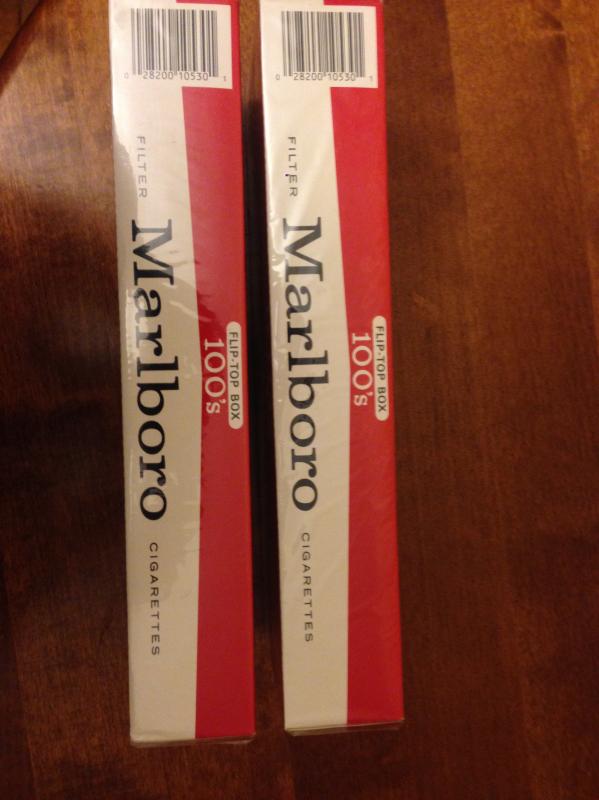 0 28200 10530 1
FILTER
Marlboro
CIGARETTES
FLIP-TOP BOX
100's
0 28200 10530 1
FILTER
Marlboro
CIGARETTES
FLIP-TOP BOX
100's